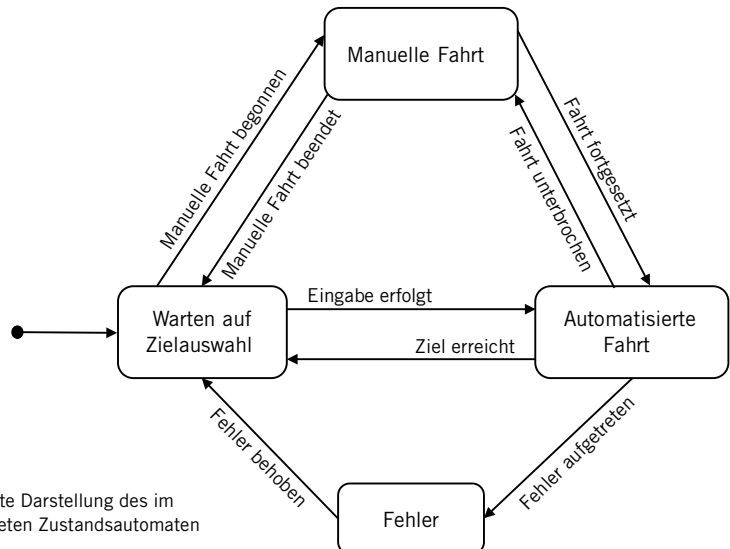 Manuelle Fahrt
Manuelle Fahrt begonnen
Manuelle Fahrt beendet
Fahrt unterbrochen
Fahrt fortgesetzt
Warten auf
Zielauswahl
Eingabe erfolgt
Ziel erreicht
Automatisierte
Fahrt
Fehler behoben
Fehler aufgetreten
Fehler
te Darstellung des im
eten Zustandsautomaten